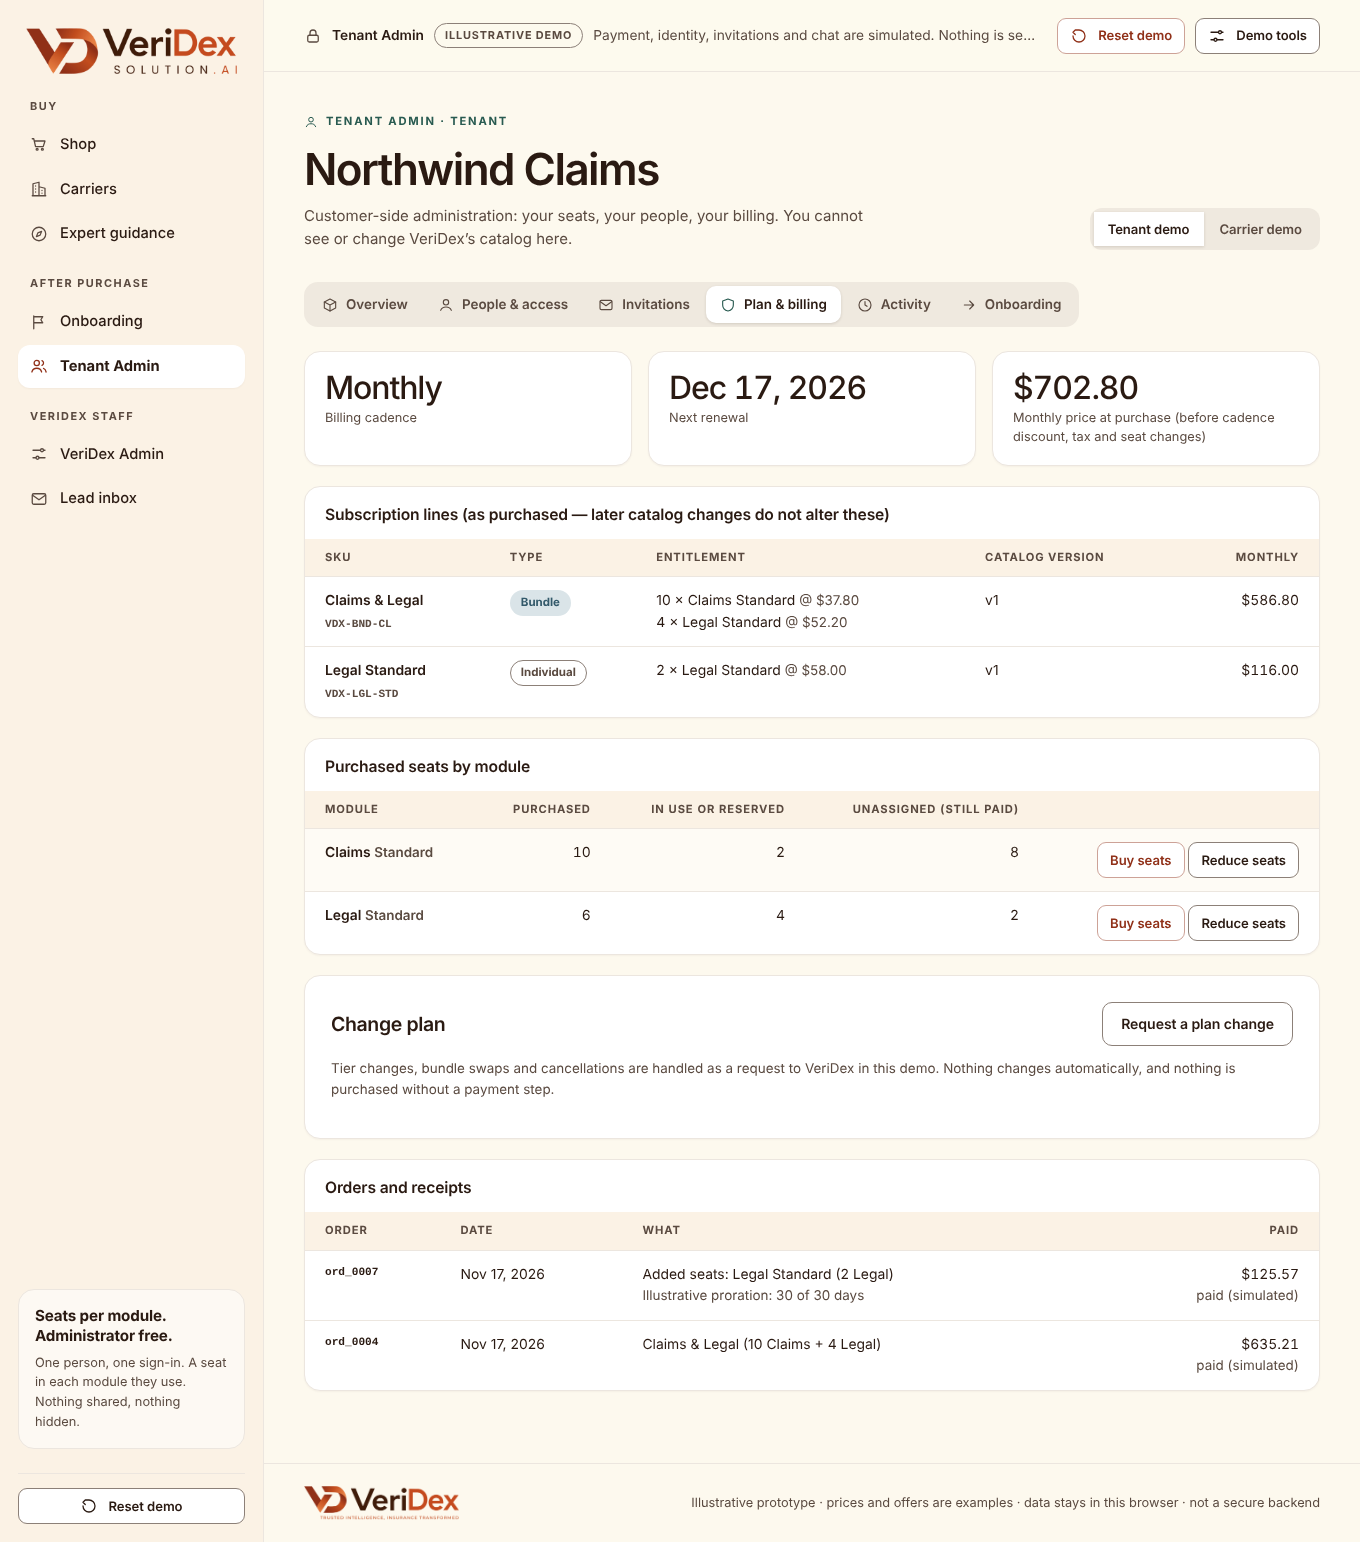 VeriDex
SOLUTION.AI
BUY
Shop
Carriers
Expert guidance
AFTER PURCHASE
Onboarding
Tenant Admin
VERIDEX STAFF
VeriDex Admin
Lead inbox
Seats per module.
Administrator free.
One person, one sign-in. A seat
in each module they use.
Nothing shared, nothing
hidden.
Reset demo
Tenant Admin ILLUSTRATIVE DEMO Payment, identity, invitations and chat are simulated. Nothing is se... Reset demo Demo tools
TENANT ADMIN · TENANT
Northwind Claims
Customer-side administration: your seats, your people, your billing. You cannot
see or change VeriDex’s catalog here.
Tenant demo Carrier demo
Overview People & access Invitations Plan & billing Activity Onboarding
Monthly
Billing cadence
Dec 17, 2026
Next renewal
$702.80
Monthly price at purchase (before cadence
discount, tax and seat changes)
Subscription lines (as purchased — later catalog changes do not alter these)
SKU TYPE ENTITLEMENT CATALOG VERSION MONTHLY
Claims & Legal Bundle 10 × Claims Standard @ $37.80 v1 $586.80
VDX-BND-CL 4 × Legal Standard @ $52.20
Legal Standard Individual 2 × Legal Standard @ $58.00 v1 $116.00
VDX-LGL-STD
Purchased seats by module
MODULE PURCHASED IN USE OR RESERVED UNASSIGNED (STILL PAID)
Claims Standard 10 2 8 Buy seats Reduce seats
Legal Standard 6 4 2 Buy seats Reduce seats
Change plan
Request a plan change
Tier changes, bundle swaps and cancellations are handled as a request to VeriDex in this demo. Nothing changes automatically, and nothing is
purchased without a payment step.
Orders and receipts
ORDER DATE WHAT PAID
ord_0007 Nov 17, 2026 Added seats: Legal Standard (2 Legal) $125.57
Illustrative proration: 30 of 30 days paid (simulated)
ord_0004 Nov 17, 2026 Claims & Legal (10 Claims + 4 Legal) $635.21
paid (simulated)
VeriDex
TRUSTED INTELLIGENCE, INSURANCE TRANSFORMED
Illustrative prototype · prices and offers are examples · data stays in this browser · not a secure backend